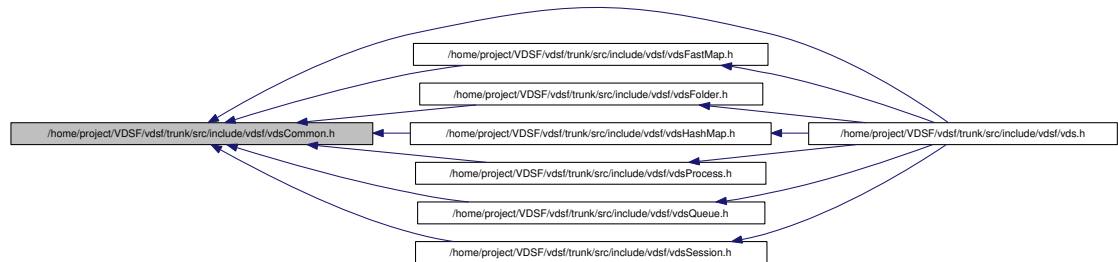 /home/project/VDSF/vdsf/trunk/src/include/vdsf/vdsFastMap.h
/home/project/VDSF/vdsf/trunk/src/include/vdsf/vdsFolder.h
/home/project/VDSF/vdsf/trunk/src/include/vdsf/vdsCommon.h
/home/project/VDSF/vdsf/trunk/src/include/vdsf/vdsHashMap.h
/home/project/VDSF/vdsf/trunk/src/include/vdsf/vds.h
/home/project/VDSF/vdsf/trunk/src/include/vdsf/vdsProcess.h
/home/project/VDSF/vdsf/trunk/src/include/vdsf/vdsQueue.h
/home/project/VDSF/vdsf/trunk/src/include/vdsf/vdsSession.h